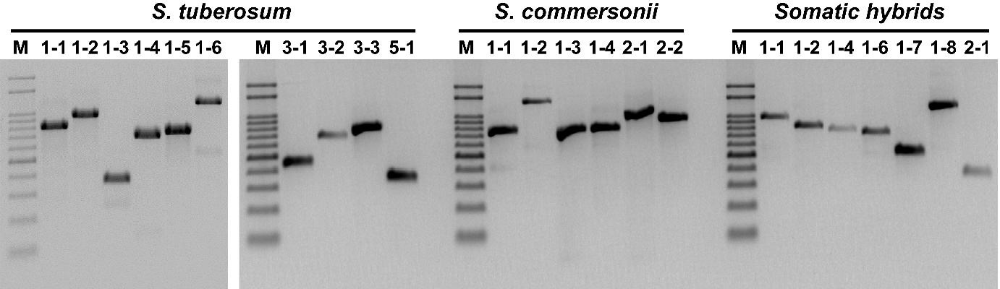 S. tuberosum S. commersonii Somatic hybrids
M 1-1 1-2 1-3 1-4 1-5 1-6 M 3-1 3-2 3-3 5-1 M 1-1 1-2 1-3 1-4 2-1 2-2 M 1-1 1-2 1-4 1-6 1-7 1-8 2-1